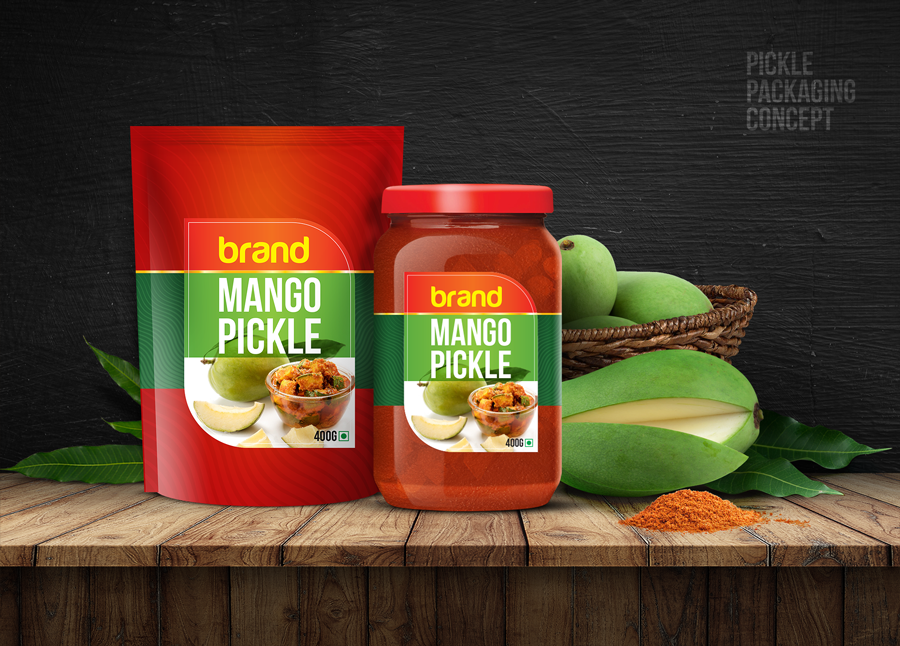 PICKLE
PACKAGING
CONCEPT
brand
MANGO
PICKLE
400G
brand
MANGO
PICKLE
400G